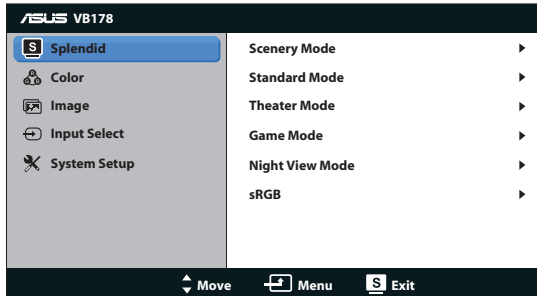 ASUS VB178
S Splendid
Color
Image
Input Select
System Setup
Scenery Mode
Standard Mode
Theater Mode
Game Mode
Night View Mode
sRGB
Move Menu S Exit